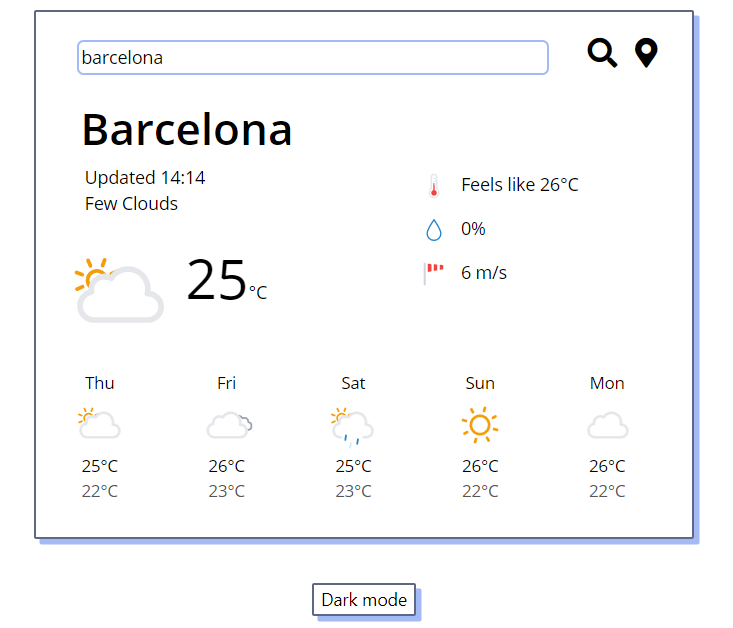 barcelona
Barcelona
Updated 14:14
Few Clouds
Feels like 26°C
0%
6 m/s
25°C
Thu Fri Sat Sun Mon
25°C 26°C 25°C 26°C 26°C
22°C 23°C 23°C 22°C 22°C
Dark mode